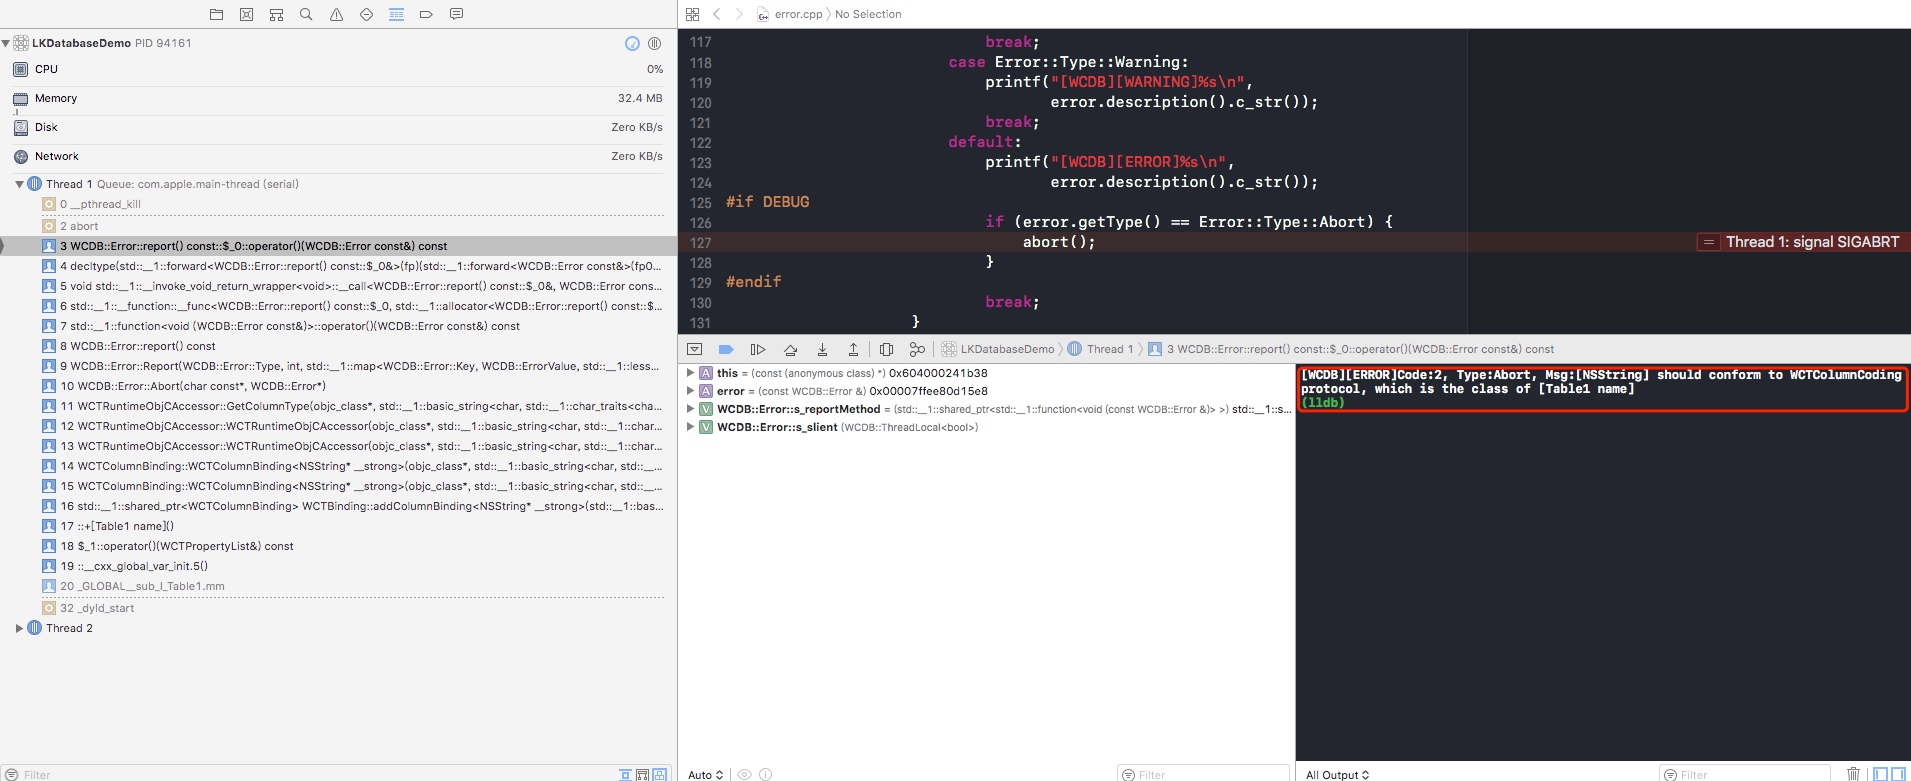 LKDatabaseDemo PID 94161
CPU 0%
Memory 32.4 MB
Disk Zero KB/s
Network Zero KB/s
Thread 1 Queue: com.apple.main-thread (serial)
0 __pthread_kill
2 abort
3 WCDB::Error::report() const::$_0::operator()(WCDB::Error const&) const
4 decltype(std::__1::forward<WCDB::Error::report() const::$_0&>(fp)(std::__1::forward<WCDB::Error const&>(fp0...
5 void std::__1::__invoke_void_return_wrapper<void>::__call<WCDB::Error::report() const::$_0&, WCDB::Error cons...
6 std::__1::__function::__func<WCDB::Error::report() const::$_0, std::__1::allocator<WCDB::Error::report() const::$...
7 std::__1::function<void (WCDB::Error const&)>::operator()(WCDB::Error const&) const
8 WCDB::Error::report() const
9 WCDB::Error::Report(WCDB::Error::Type, int, std::__1::map<WCDB::Error::Key, WCDB::ErrorValue, std::__1::less...
10 WCDB::Error::Abort(char const*, WCDB::Error*)
11 WCTRuntimeObjCAccessor::GetColumnType(objc_class*, std::__1::basic_string<char, std::__1::char_traits<cha...
12 WCTRuntimeObjCAccessor::WCTRuntimeObjCAccessor(objc_class*, std::__1::basic_string<char, std::__1::char...
13 WCTRuntimeObjCAccessor::WCTRuntimeObjCAccessor(objc_class*, std::__1::basic_string<char, std::__1::char...
14 WCTColumnBinding::WCTColumnBinding<NSString* __strong>(objc_class*, std::__1::basic_string<char, std::__...
15 WCTColumnBinding::WCTColumnBinding<NSString* __strong>(objc_class*, std::__1::basic_string<char, std::__...
16 std::__1::shared_ptr<WCTColumnBinding> WCTBinding::addColumnBinding<NSString* __strong>(std::__1::bas...
17 ::+[Table1 name]()
18 $_1::operator()(WCTPropertyList&) const
19 ::__cxx_global_var_init.5()
20 _GLOBAL__sub_I_Table1.mm
32 _dyld_start
Thread 2
Filter
error.cpp 〉No Selection
117 break;
118 case Error::Type::Warning:
119 printf("[WCDB][WARNING]%s\n",
120 error.description().c_str());
121 break;
122 default:
123 printf("[WCDB][ERROR]%s\n",
124 error.description().c_str());
125 #if DEBUG
126 if (error.getType() == Error::Type::Abort) {
127 abort(); Thread 1: signal SIGABRT
128 }
129 #endif
130 break;
131 }
LKDatabaseDemo 〉Thread 1 〉3 WCDB::Error::report() const::$_0::operator()(WCDB::Error const&) const
A this = (const (anonymous class) *) 0x604000241b38
A error = (const WCDB::Error &) 0x00007ffee80d15e8
V WCDB::Error::s_reportMethod = (std::__1::shared_ptr<std::__1::function<void (const WCDB::Error &)> >) std::__1::s...
V WCDB::Error::s_slient (WCDB::ThreadLocal<bool>)
Auto
Filter
[WCDB][ERROR]Code:2, Type:Abort, Msg:[NSString] should conform to WCTColumnCoding
protocol, which is the class of [Table1 name]
(lldb)
All Output
Filter